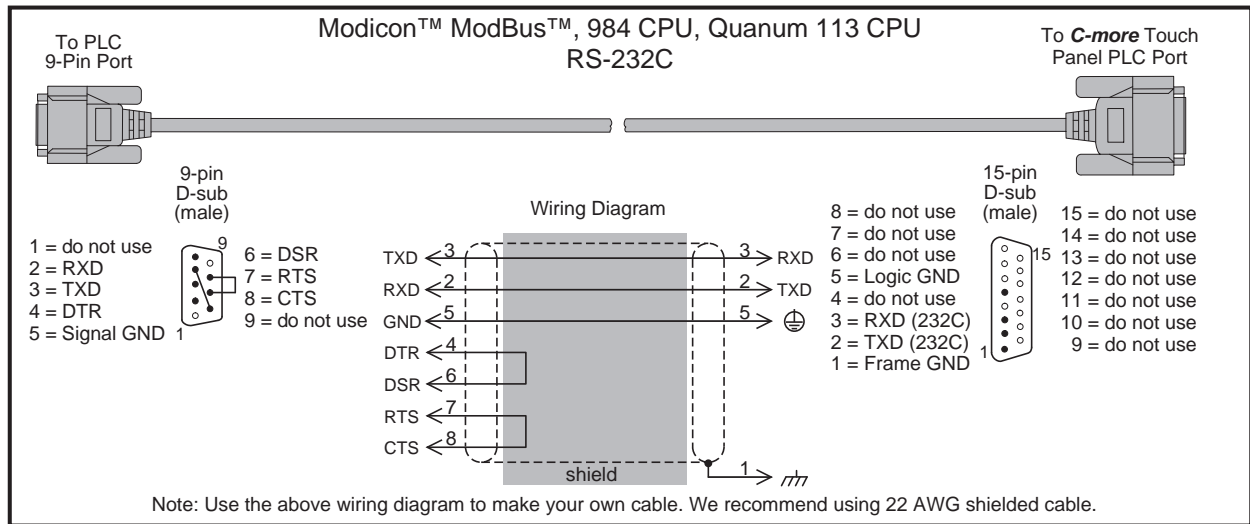 Modicon™ ModBus™, 984 CPU, Quanum 113 CPU
RS-232C
To PLC
9-Pin Port
To C-more Touch
Panel PLC Port
9-pin
D-sub
(male)
1 = do not use
2 = RXD
3 = TXD
4 = DTR
5 = Signal GND
9
1
6 = DSR
7 = RTS
8 = CTS
9 = do not use
Wiring Diagram
TXD 3 3 RXD
RXD 2 2 TXD
GND 5 5
DTR 4
DSR 6
RTS 7
CTS 8
shield
1
8 = do not use
7 = do not use
6 = do not use
5 = Logic GND
4 = do not use
3 = RXD (232C)
2 = TXD (232C)
1 = Frame GND
15-pin
D-sub
(male)
15
1
15 = do not use
14 = do not use
13 = do not use
12 = do not use
11 = do not use
10 = do not use
9 = do not use
Note: Use the above wiring diagram to make your own cable. We recommend using 22 AWG shielded cable.